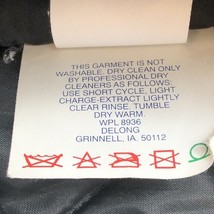 THIS GARMENT IS NOT
WASHABLE. DRY CLEAN ONLY
BY PROFESSIONAL DRY
CLEANERS AS FOLLOWS:
USE SHORT CYCLE, LIGHT
CHARGE-EXTRACT LIGHTLY
CLEAR RINSE. TUMBLE
DRY WARM.
WPL 8936
DELONG
GRINNELL, IA. 50112